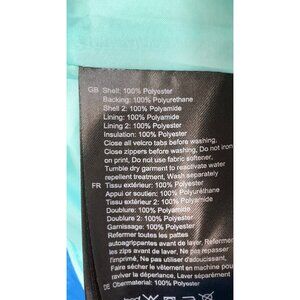 GB Shell: 100% Polyester
Backing: 100% Polyurethane
Shell 2: 100% Polyamide
Lining: 100% Polyamide
Lining 2: 100% Polyester
Insulation: 100% Polyester
Close all velcro tabs before washing,
Close zippers before washing, Do not iron
on print, Do not use fabric softener,
Tumble dry garment to reactivate water
repellent treatment, Wash separately
FR Tissu extérieur: 100% Polyester
Appui or soutien: 100% Polyurethane
Tissu extérieur 2: 100% Polyamide
Doublure: 100% Polyamide
Doublure 2: 100% Polyester
Garnissage: 100% Polyester
Refermer toutes les pattes
autoagrippantes avant de laver, Refermer
les zips avant de laver, Ne pas repasser
l'imprimé, Ne pas utiliser d'adoucissant,
Faire sécher le vêtement en machine pour
raviver la déperlance, Laver séparément
DE Obermaterial: 100% Polyester